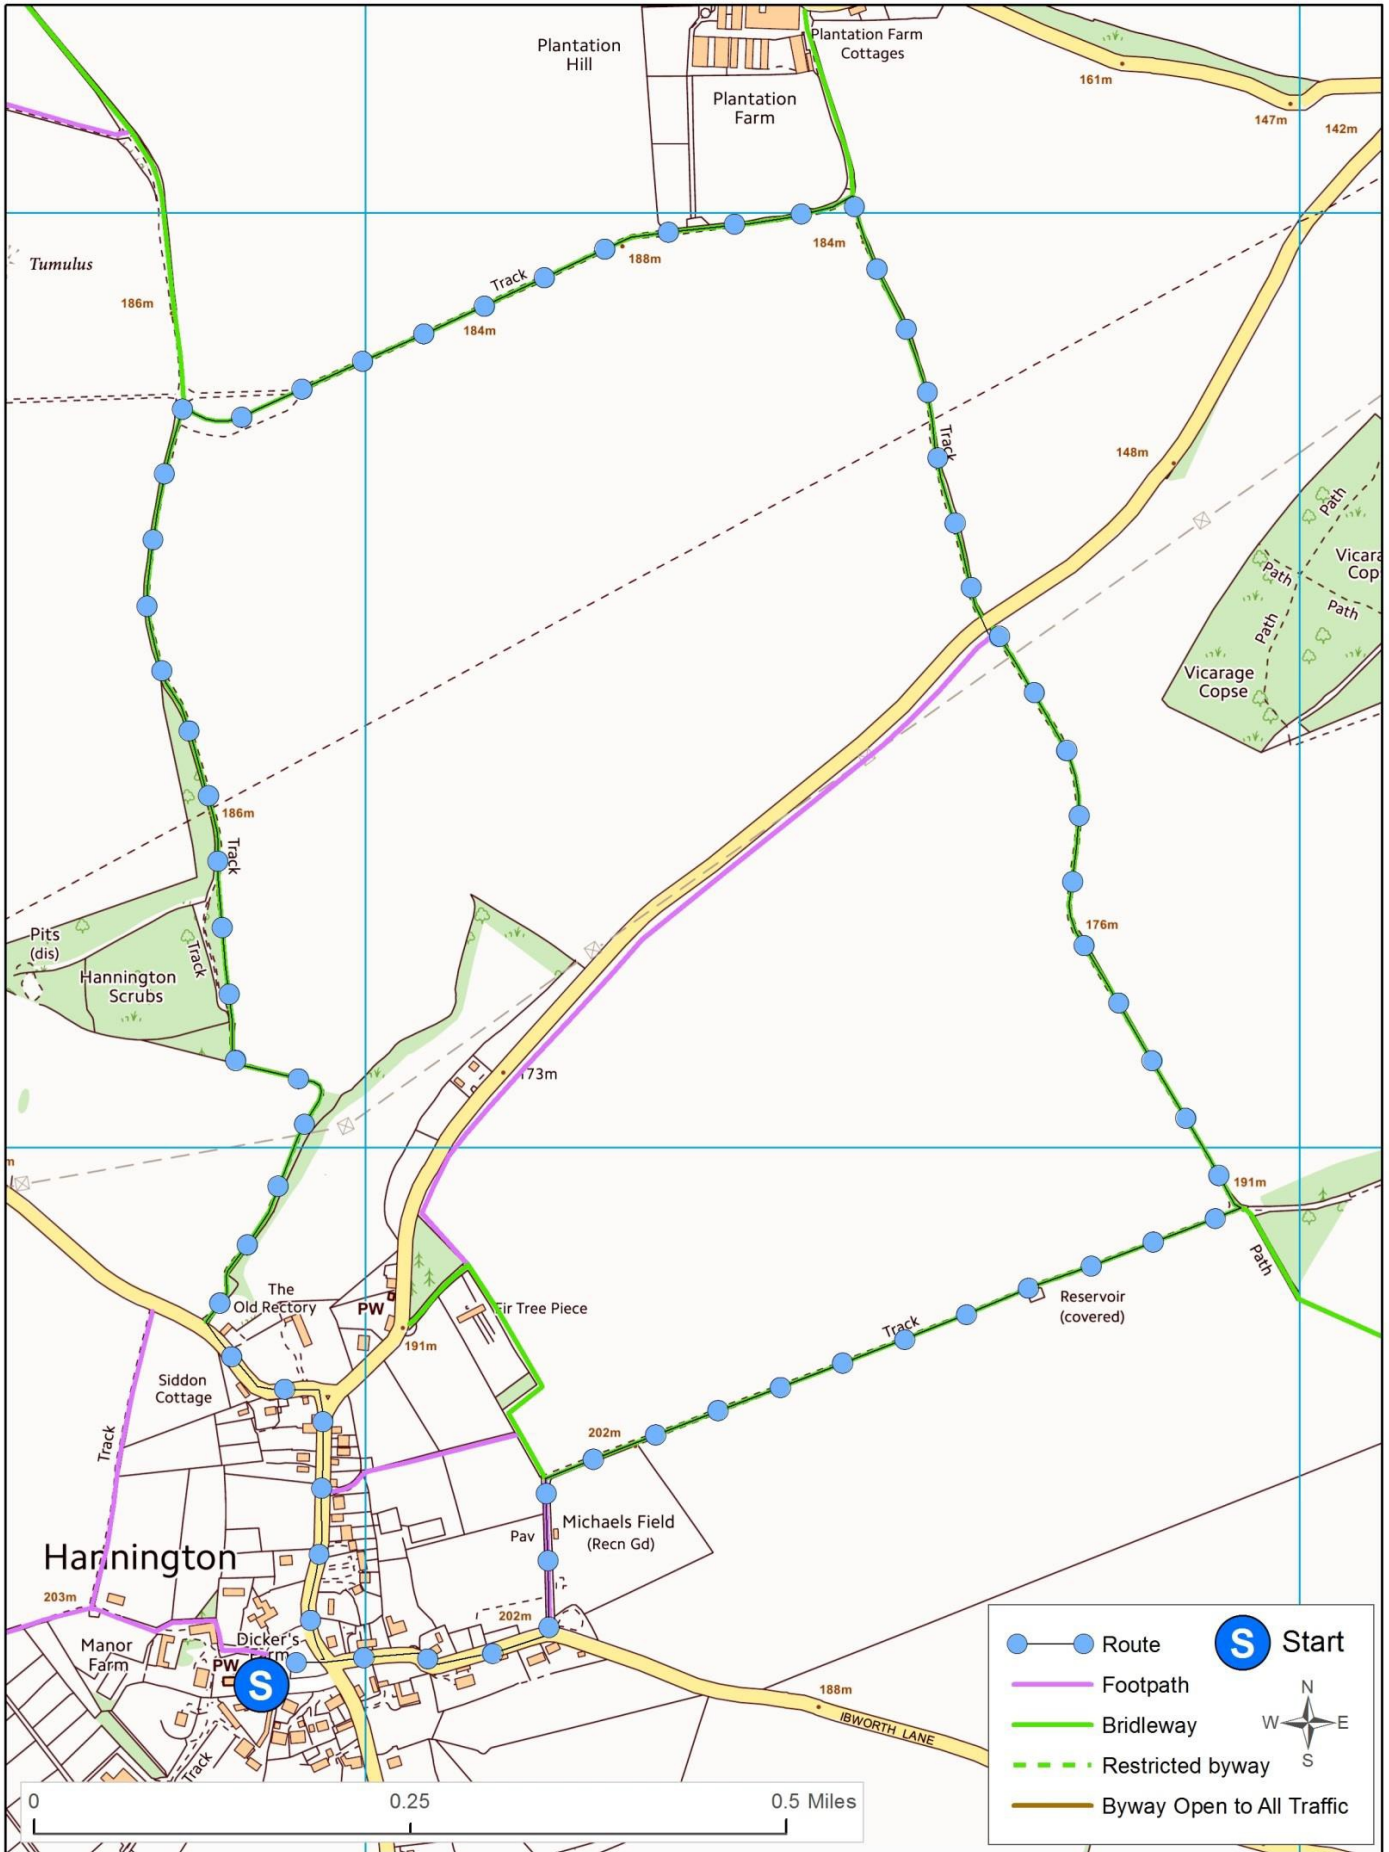 Plantation
Hill
Plantation Farm
Cottages
161m
Plantation
Farm
147m
142m
Tumulus
184m
188m
Track
186m
184m
Track
148m
Path
Path
Path
Path
Vicarage
Copse
186m
Track
176m
Pits
(dis)
Track
Hannington
Scrubs
173m
191m
Path
The
Old Rectory
PW
Fir Tree Piece
Reservoir
(covered)
Track
191m
Siddon
Cottage
Track
202m
Michaels Field
(Recn Gd)
Pav
Hannington
203m
202m
Manor
Farm
Dicker's
Farm
PW
S
188m
IBWORTH LANE
Track
Route
S Start
Footpath
Bridleway
Restricted byway
Byway Open to All Traffic
N
W E
S
0 0.25 0.5 Miles